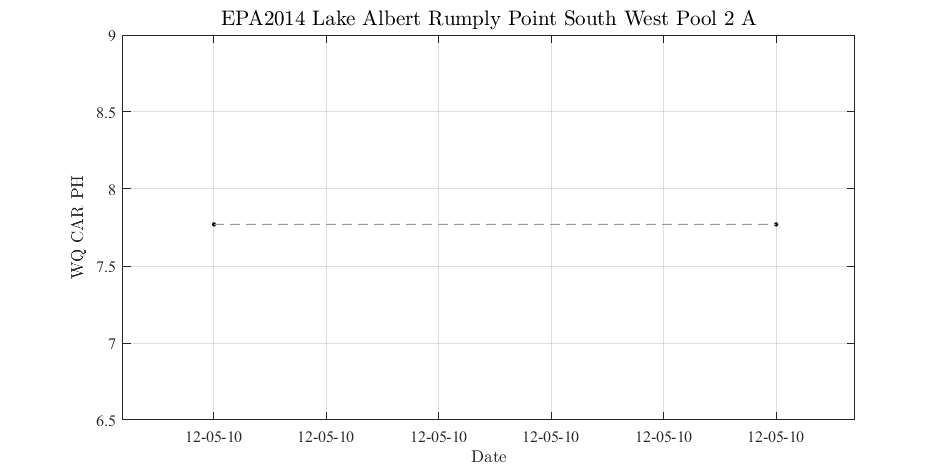 EPA2014 Lake Albert Rumply Point South West Pool 2 A
9
8.5
8
7.5
7
6.5
WQ CAR PH
12-05-10 12-05-10 12-05-10 12-05-10 12-05-10 12-05-10
Date